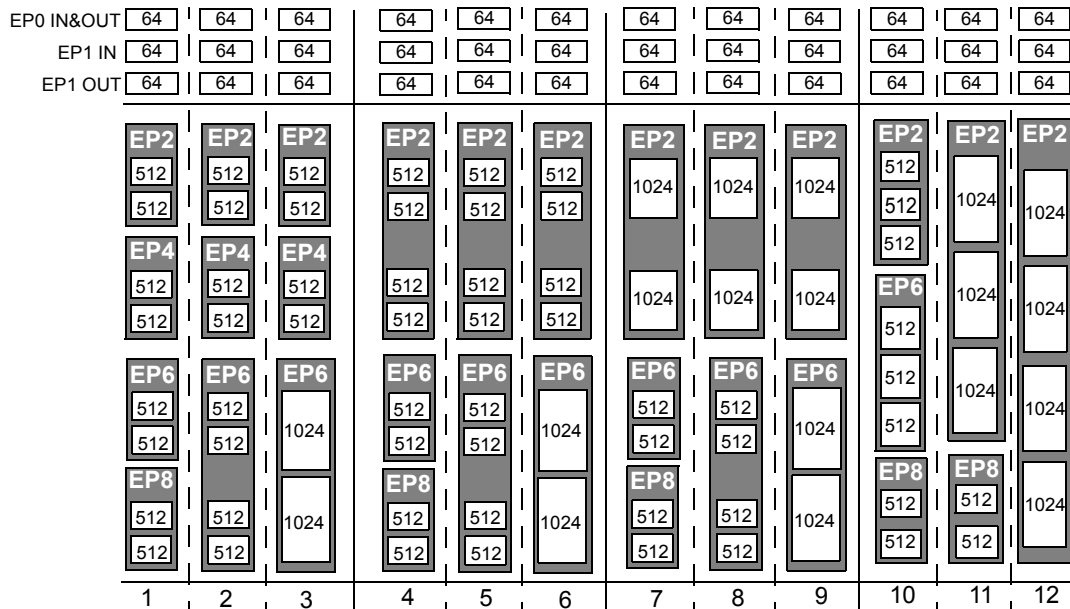 EP0 IN&OUT 64 64 64 64 64 64 64 64 64 64 64 64
EP1 IN 64 64 64 64 64 64 64 64 64 64 64 64
EP1 OUT 64 64 64 64 64 64 64 64 64 64 64 64
EP2 EP2 EP2 EP2 EP2 EP2 EP2 EP2 EP2 EP2 EP2 EP2
512 512 512 512 512 512 1024 1024 1024 512 1024 1024
512 512 512 512 512 512 512
EP4 EP4 EP4 512
512 512 512 512 512 512 1024 1024 1024 EP6 1024 1024
512 512 512 512 512 512 512
EP6 EP6 EP6 EP6 EP6 EP6 EP6 EP6 EP6 512
512 512 1024 512 512 1024 512 512 1024 1024 1024
512 512 512 512 512 512 512
EP8 EP8 EP8 EP8 EP8
512 512 1024 512 512 1024 512 512 1024 512 512 1024
512 512 512 512 512 512 512 512
1 2 3 4 5 6 7 8 9 10 11 12